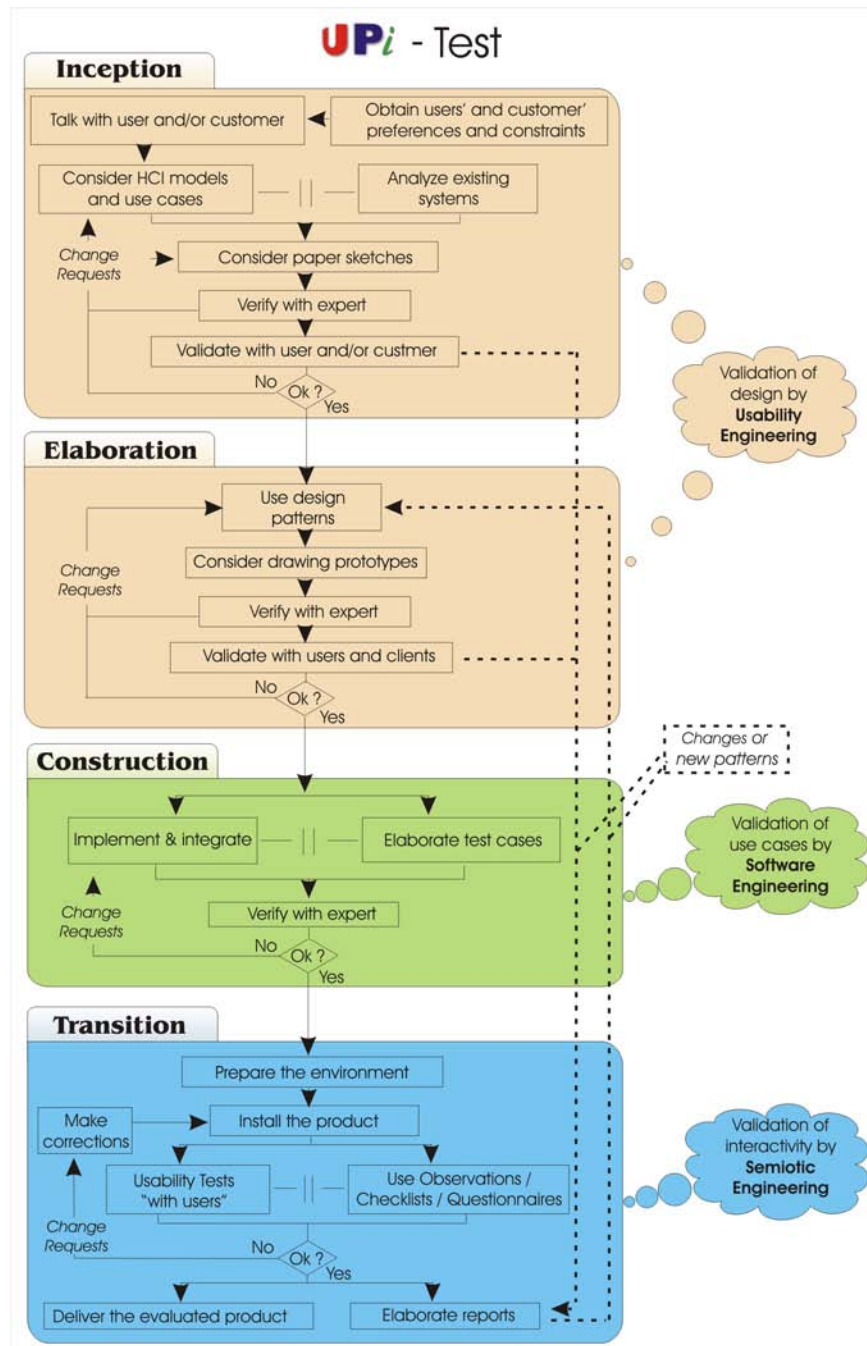 UPi - Test
Inception
Talk with user and/or customer
Obtain users' and customer'
preferences and constraints
Consider HCI models
and use cases
Analyze existing
systems
Change
Requests
Consider paper sketches
Verify with expert
Validate with user and/or custmer
No
Ok ?
Yes
Validation of
design by
Usability
Engineering
Elaboration
Use design
patterns
Consider drawing prototypes
Change
Requests
Verify with expert
Validate with users and clients
No
Ok ?
Yes
Changes or
new patterns
Construction
Implement & integrate
Elaborate test cases
Validation of
use cases by
Software
Engineering
Change
Requests
Verify with expert
No
Ok ?
Yes
Transition
Prepare the environment
Make
corrections
Install the product
Validation of
interactivity by
Semiotic
Engineering
Usability Tests
"with users"
Use Observations /
Checklists / Questionnaires
Change
Requests
No
Ok ?
Yes
Deliver the evaluated product
Elaborate reports